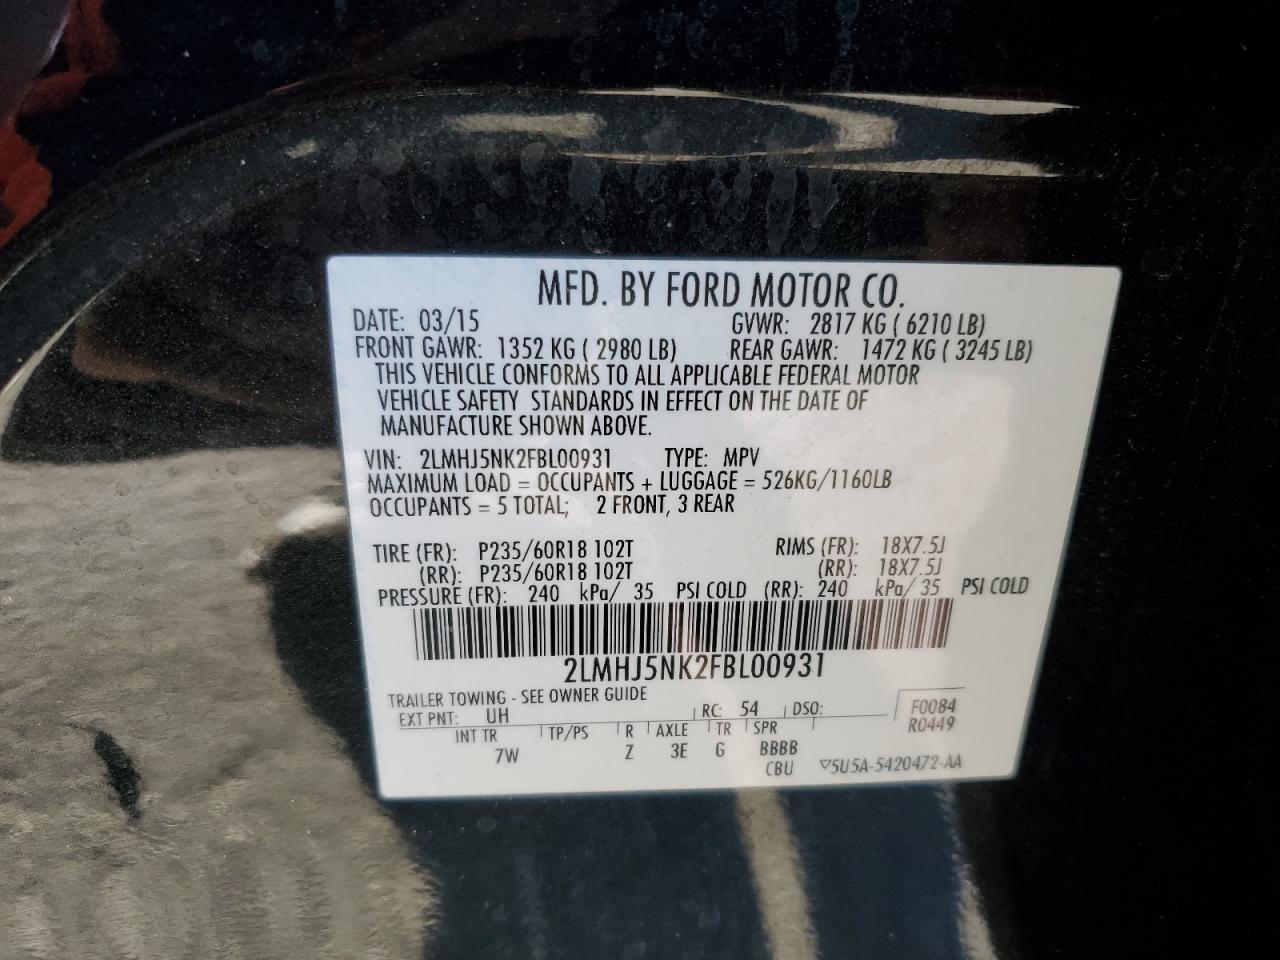 MFD. BY FORD MOTOR CO.
DATE: 03/15 GVWR: 2817 KG ( 6210 LB)
FRONT GAWR: 1352 KG ( 2980 LB) REAR GAWR: 1472 KG ( 3245 LB)
THIS VEHICLE CONFORMS TO ALL APPLICABLE FEDERAL MOTOR
VEHICLE SAFETY STANDARDS IN EFFECT ON THE DATE OF
MANUFACTURE SHOWN ABOVE.
VIN: 2LMHJ5NK2FBL00931 TYPE: MPV
MAXIMUM LOAD = OCCUPANTS + LUGGAGE = 526KG/1160LB
OCCUPANTS = 5 TOTAL; 2 FRONT, 3 REAR
TIRE (FR): P235/60R18 102T RIMS (FR): 18X7.5J
(RR): P235/60R18 102T (RR): 18X7.5J
PRESSURE (FR): 240 kPa/ 35 PSI COLD (RR): 240 kPa/ 35 PSI COLD
2LMHJ5NK2FBL00931
TRAILER TOWING - SEE OWNER GUIDE
EXT PNT: UH RC: 54 DSO: F0084
R0449
INT TR TP/PS R AXLE TR SPR
7W Z 3E G BBBB
CBU ▽5U5A-5420472-AA